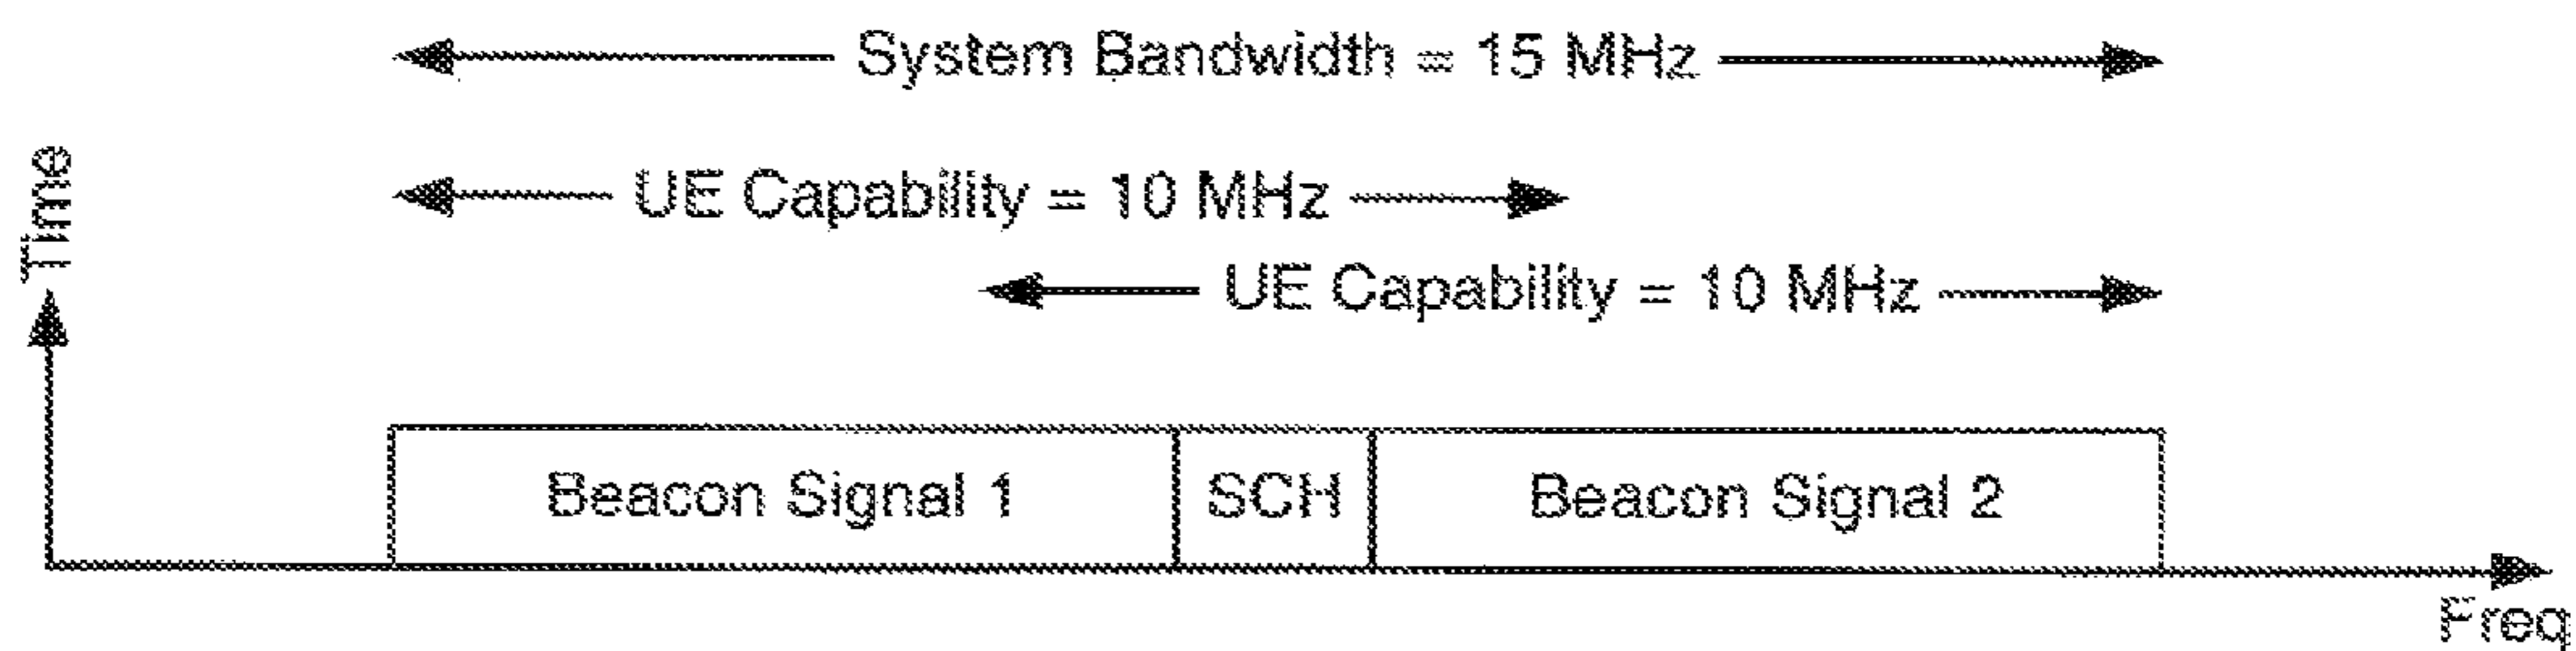 System Bandwidth = 15 MHz
Time
UE Capability = 10 MHz
UE Capability = 10 MHz
Beacon Signal 1 SCH Beacon Signal 2
Freq